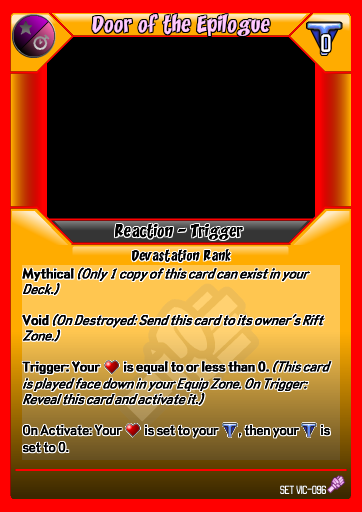 Door of the Epilogue
0
Reaction - Trigger
Devastation Rank
Mythical (Only 1 copy of this card can exist in your
Deck.)
Void (On Destroyed: Send this card to its owner's Rift
Zone.)
Trigger: Your is equal to or less than 0. (This card
is played face down in your Equip Zone. On Trigger:
Reveal this card and activate it.)
On Activate: Your is set to your , then your is
set to 0.
SET VIC-096